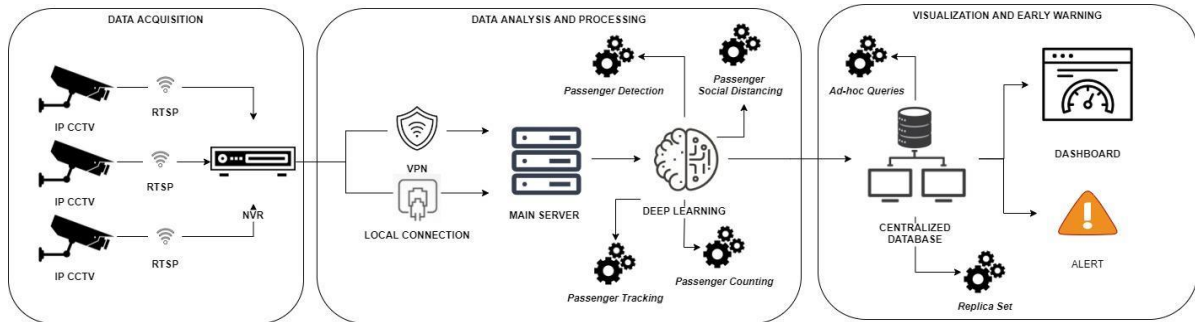 DATA ACQUISITION
IP CCTV
RTSP
IP CCTV
RTSP
IP CCTV
RTSP
NVR
DATA ANALYSIS AND PROCESSING
VPN
LOCAL CONNECTION
MAIN SERVER
Passenger Detection
Passenger
Social Distancing
DEEP LEARNING
Passenger Tracking
Passenger Counting
VISUALIZATION AND EARLY WARNING
Ad-hoc Queries
CENTRALIZED
DATABASE
Replica Set
DASHBOARD
ALERT